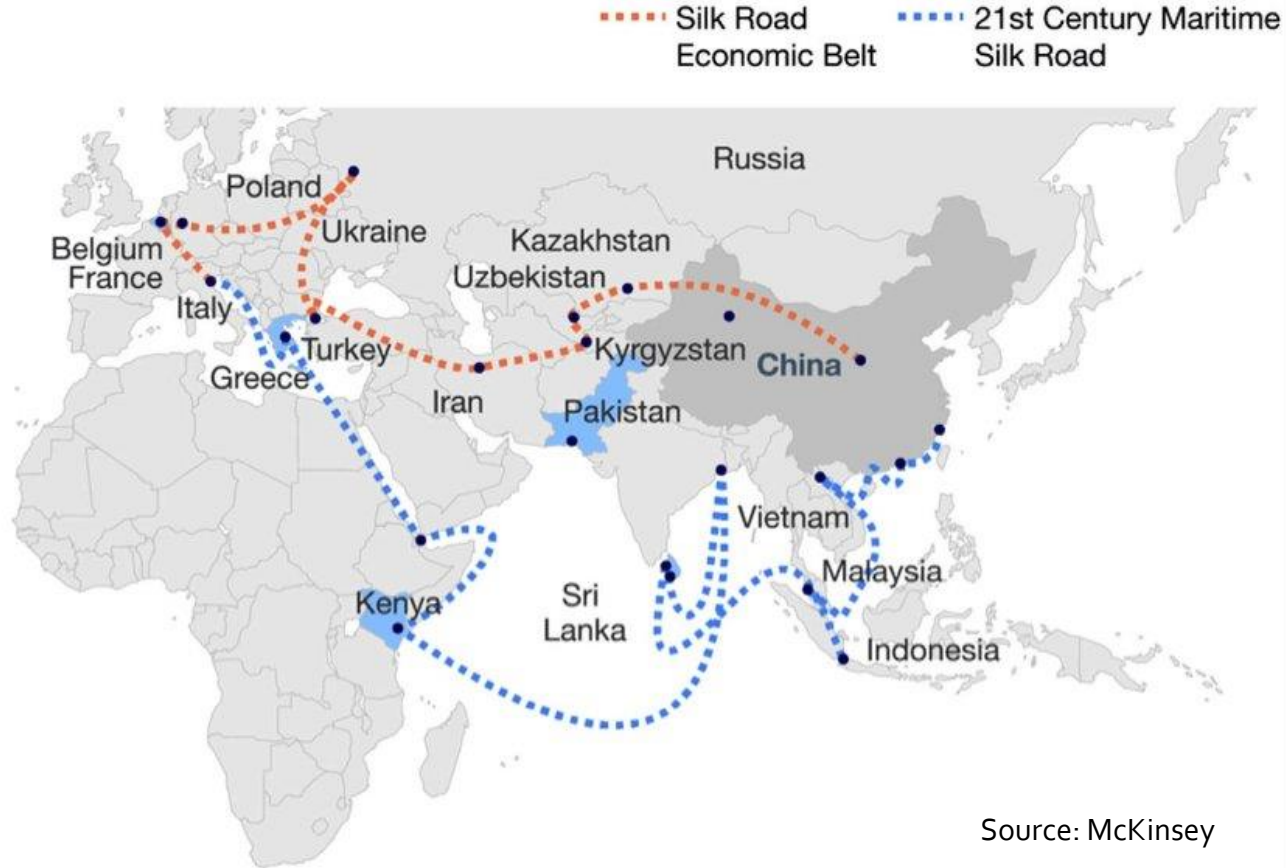 Silk Road
Economic Belt
21st Century Maritime
Silk Road
Russia
Poland
Ukraine
Belgium
France
Kazakhstan
Uzbekistan
Italy
Turkey
Kyrgyzstan
China
Greece
Iran
Pakistan
Vietnam
Malaysia
Kenya
Sri
Lanka
Indonesia
Source: McKinsey